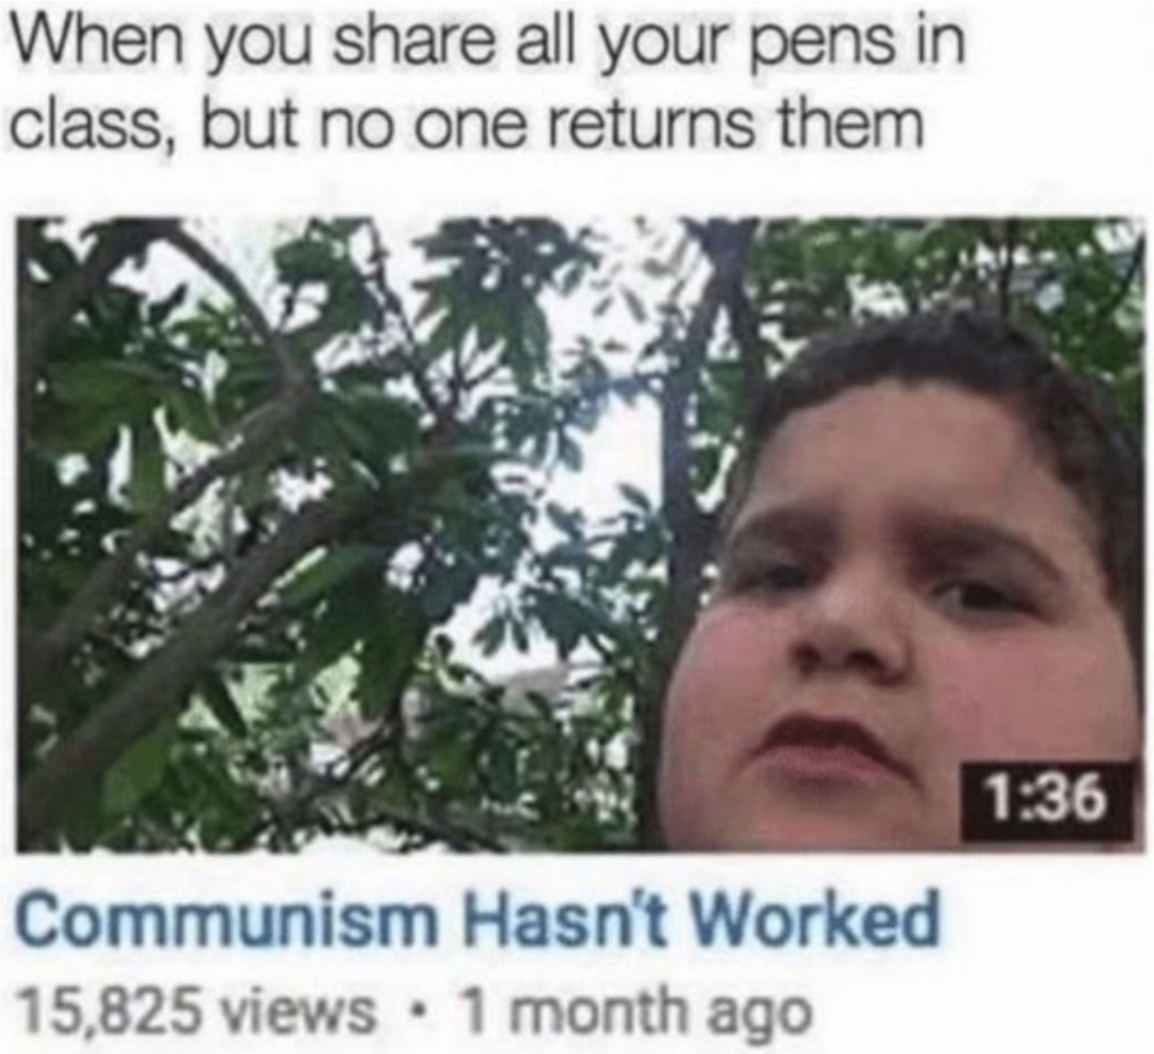 When you share all your pens in
class, but no one returns them
1:36
Communism Hasn't Worked
15,825 views • 1 month ago